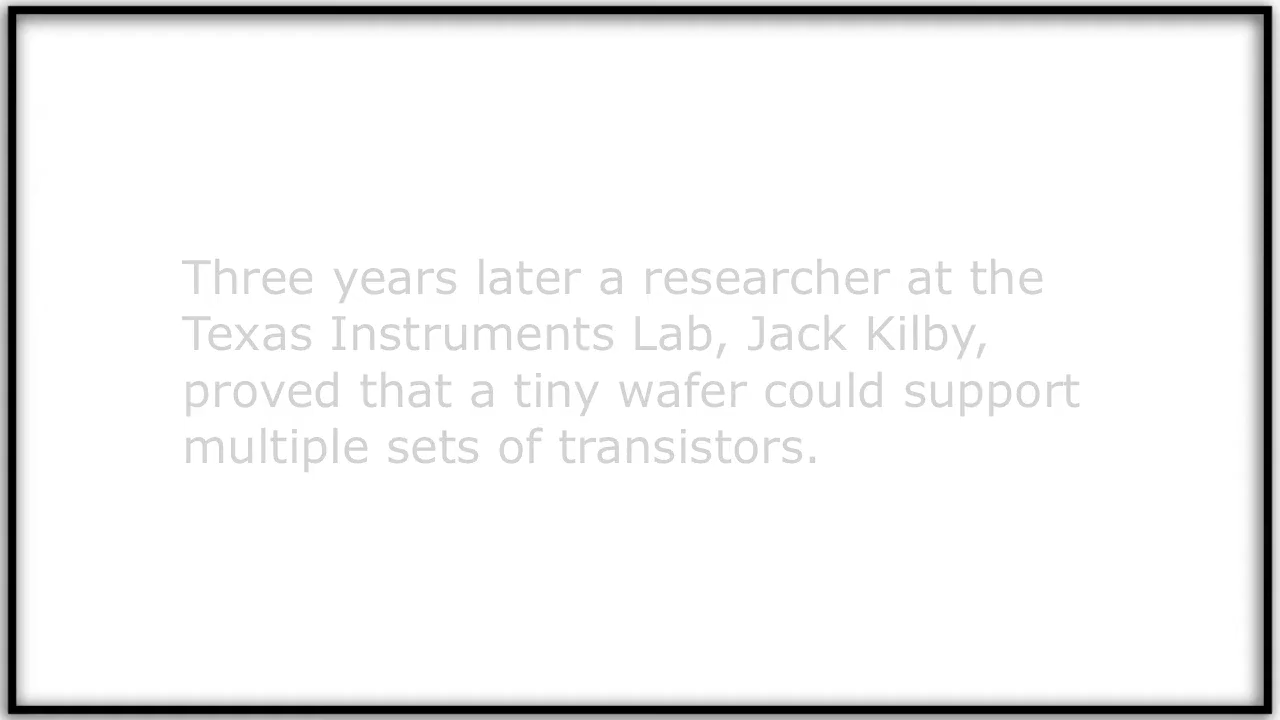 Three years later a researcher at the
Texas Instruments Lab, Jack Kilby,
proved that a tiny wafer could support
multiple sets of transistors.